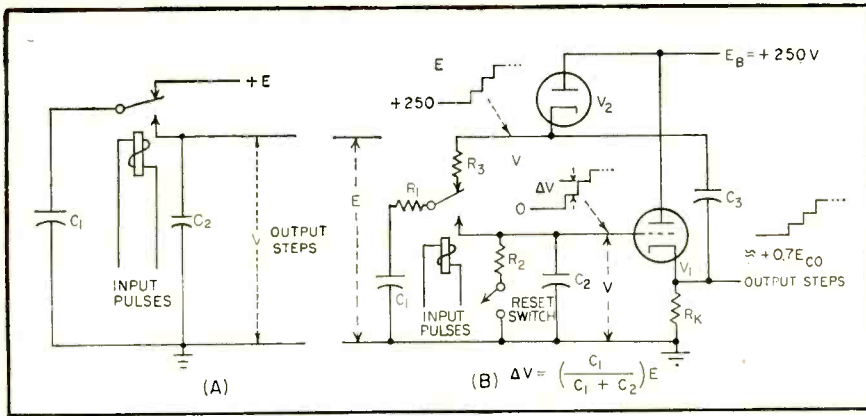 +E
C1
C2
V
INPUT
PULSES
OUTPUT
STEPS
(A)
E
+250
V2
EB = +250 V
V
R3
R1
ΔV
0
C3
E
C1
INPUT
PULSES
R2
RESET
SWITCH
C2
V
V1
≈ +0.7ECO
OUTPUT STEPS
RK
(B) ΔV = (C1 / C1 + C2) E